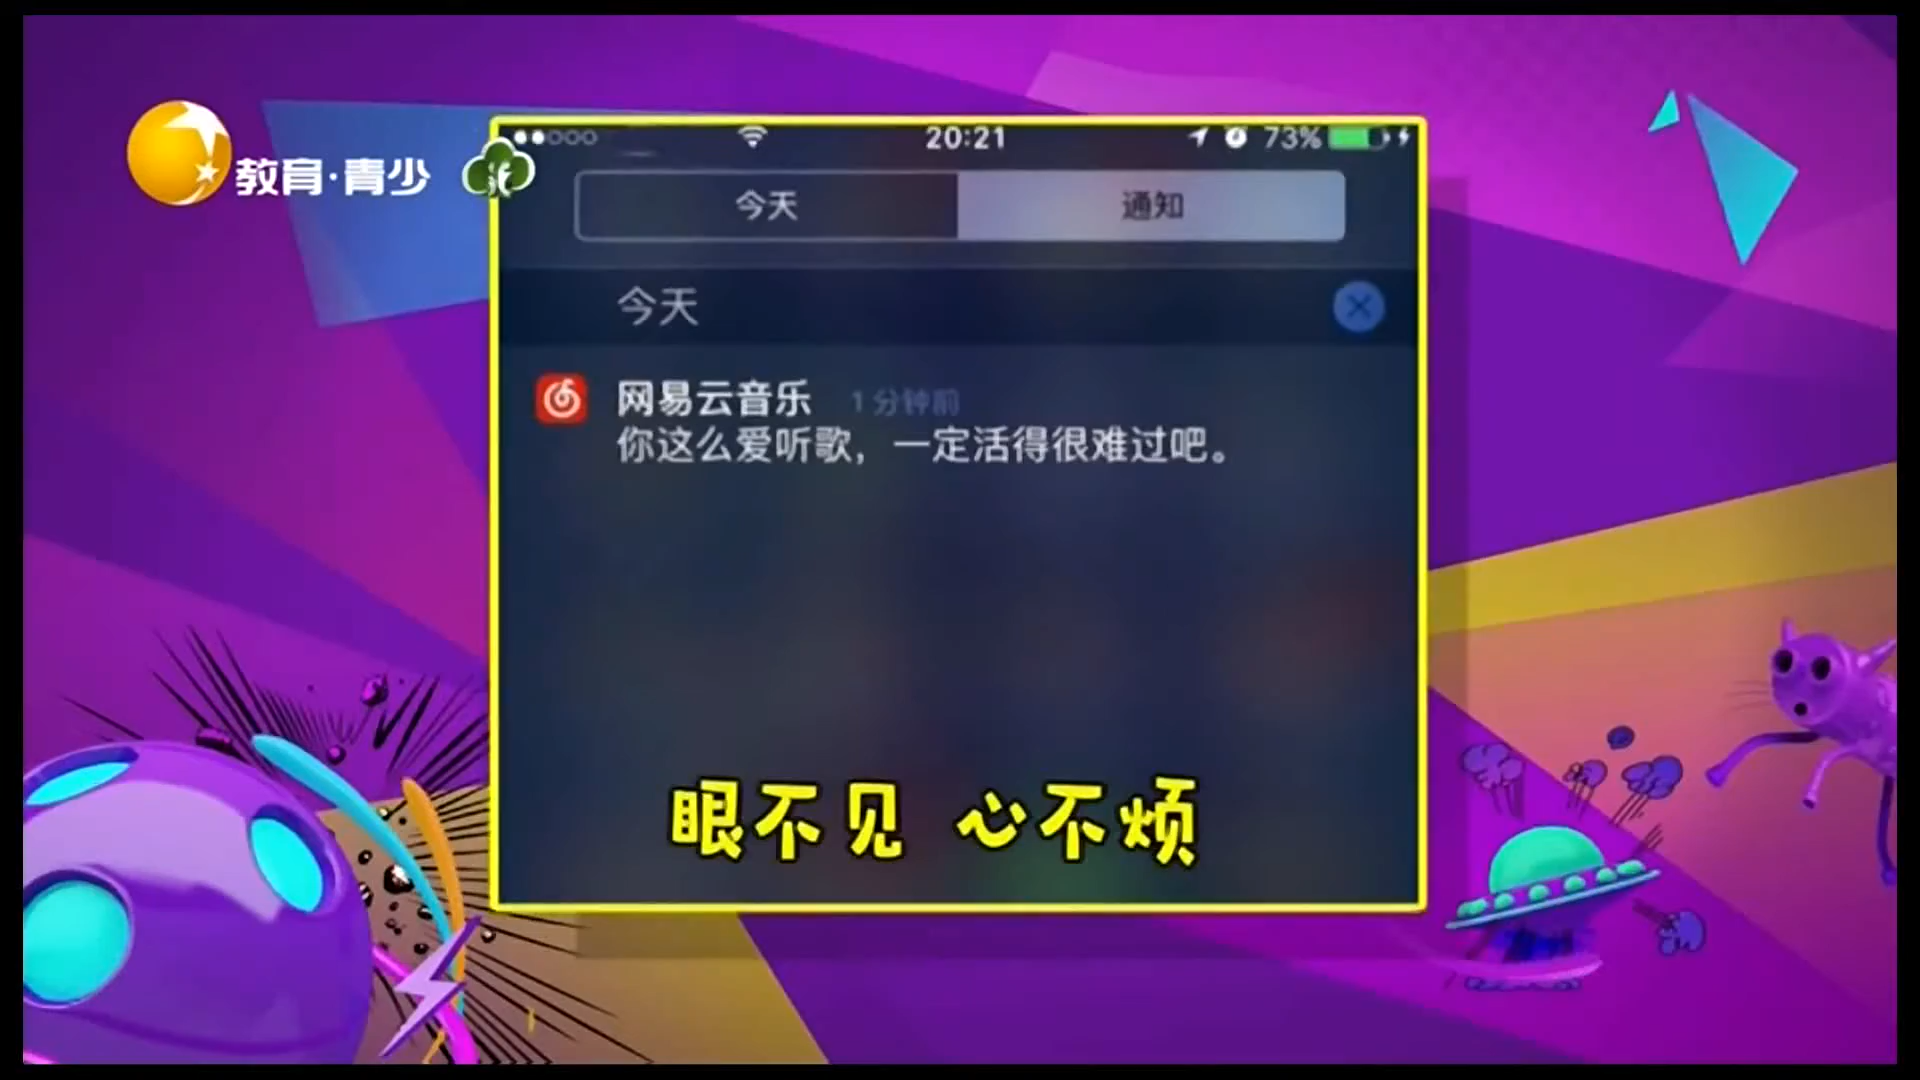 教育·青少
20:21
73%
今天
通知
今天
网易云音乐 1分钟前
你这么爱听歌，一定活得很难过吧。
眼不见 心不烦